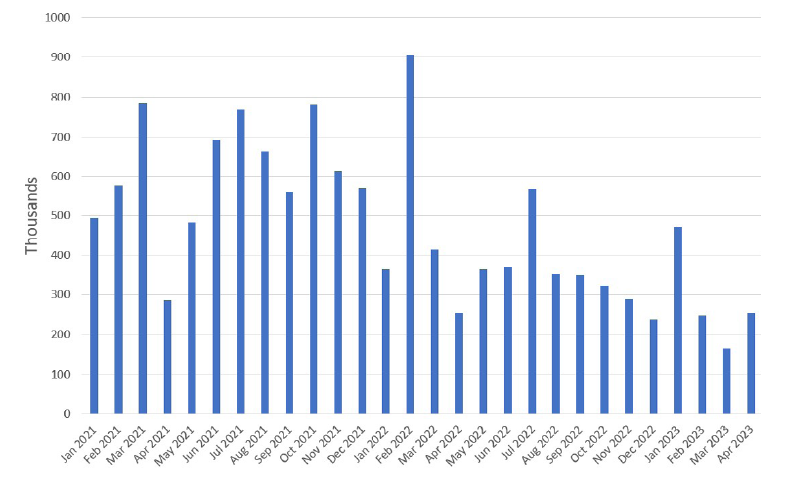 1000
900
800
700
600
500
400
300
200
100
0
Thousands
Jan 2021
Feb 2021
Mar 2021
Apr 2021
May 2021
Jun 2021
Jul 2021
Aug 2021
Sep 2021
Oct 2021
Nov 2021
Dec 2021
Jan 2022
Feb 2022
Mar 2022
Apr 2022
May 2022
Jun 2022
Jul 2022
Aug 2022
Sep 2022
Oct 2022
Nov 2022
Dec 2022
Jan 2023
Feb 2023
Mar 2023
Apr 2023